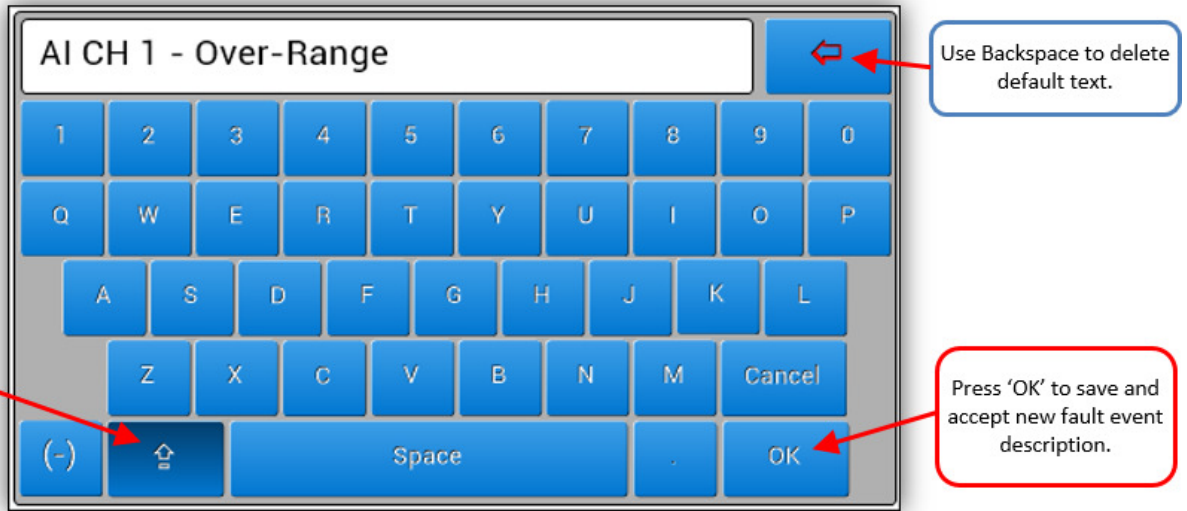 AI CH 1 - Over-Range
Use Backspace to delete
default text.
1 2 3 4 5 6 7 8 9 0
Q W E R T Y U I O P
A S D F G H J K L
Z X C V B N M Cancel
Press ‘OK’ to save and
accept new fault event
description.
(-) Space . OK